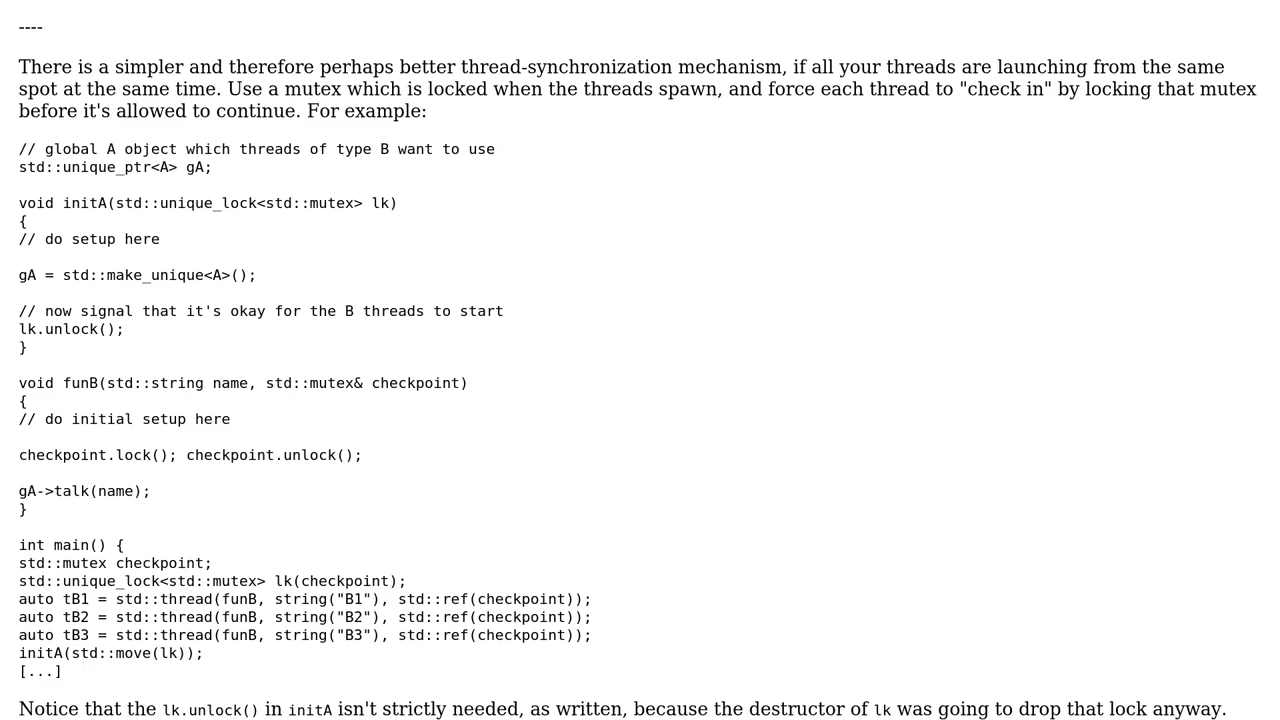 ----
There is a simpler and therefore perhaps better thread-synchronization mechanism, if all your threads are launching from the same
spot at the same time. Use a mutex which is locked when the threads spawn, and force each thread to "check in" by locking that mutex
before it's allowed to continue. For example:
// global A object which threads of type B want to use
std::unique_ptr<A> gA;
void initA(std::unique_lock<std::mutex> lk)
{
// do setup here
gA = std::make_unique<A>();
// now signal that it's okay for the B threads to start
lk.unlock();
}
void funB(std::string name, std::mutex& checkpoint)
{
// do initial setup here
checkpoint.lock(); checkpoint.unlock();
gA->talk(name);
}
int main() {
std::mutex checkpoint;
std::unique_lock<std::mutex> lk(checkpoint);
auto tB1 = std::thread(funB, string("B1"), std::ref(checkpoint));
auto tB2 = std::thread(funB, string("B2"), std::ref(checkpoint));
auto tB3 = std::thread(funB, string("B3"), std::ref(checkpoint));
initA(std::move(lk));
[...]
Notice that the lk.unlock() in initA isn't strictly needed, as written, because the destructor of lk was going to drop that lock anyway.